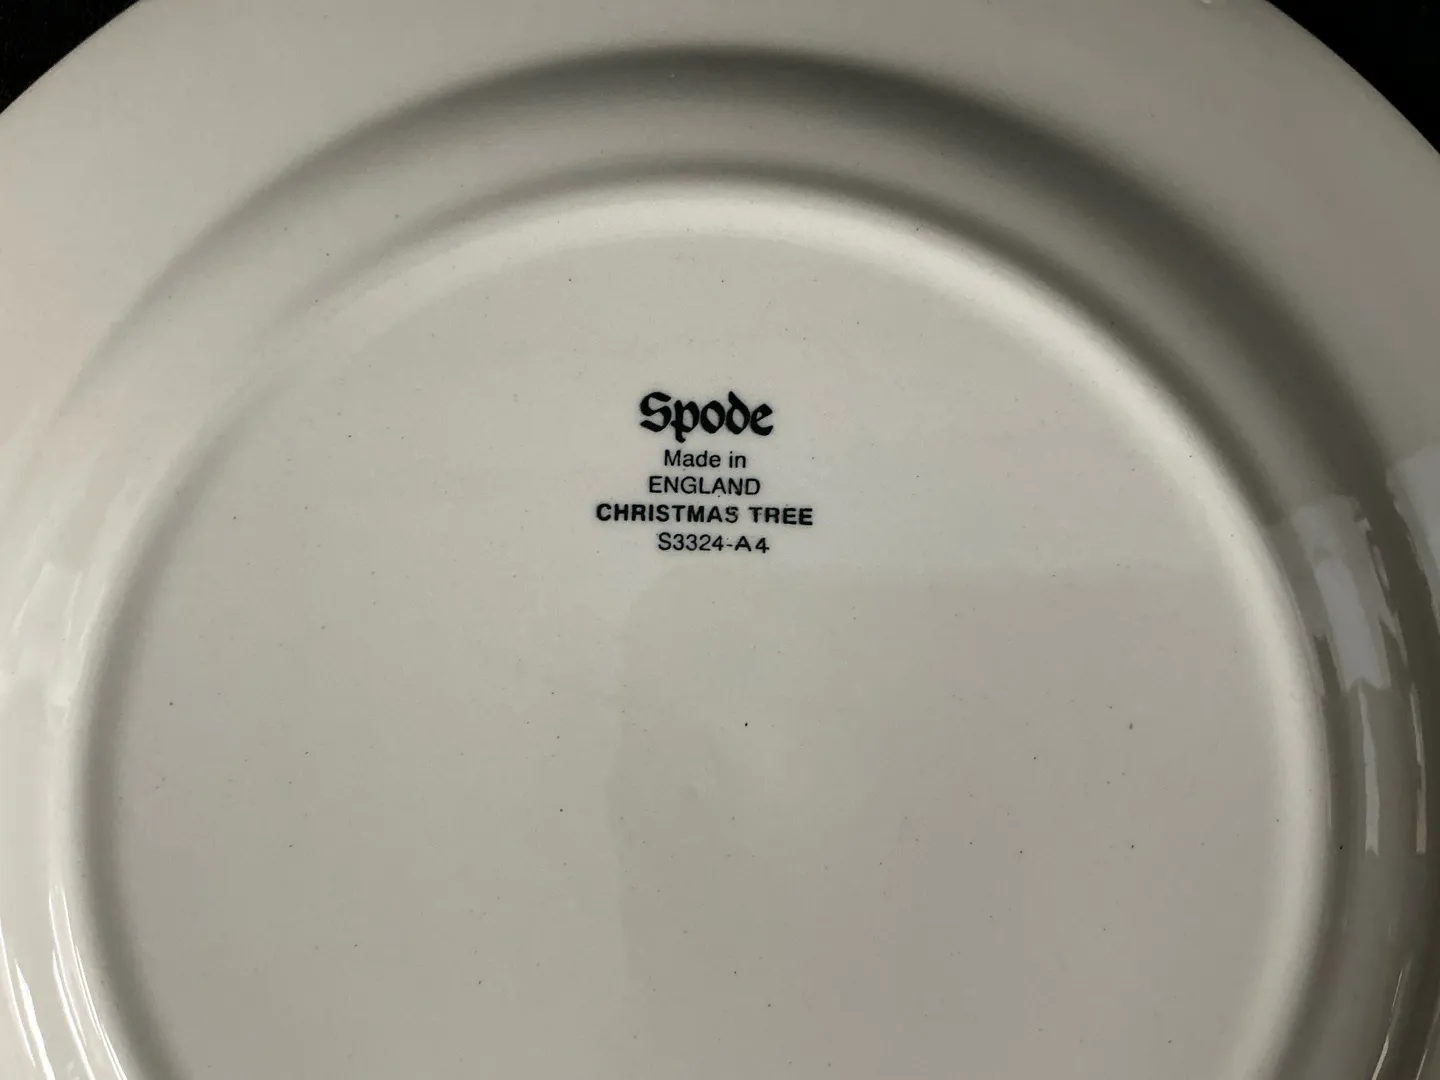 Spode
Made in
ENGLAND
CHRISTMAS TREE
S3324-A4